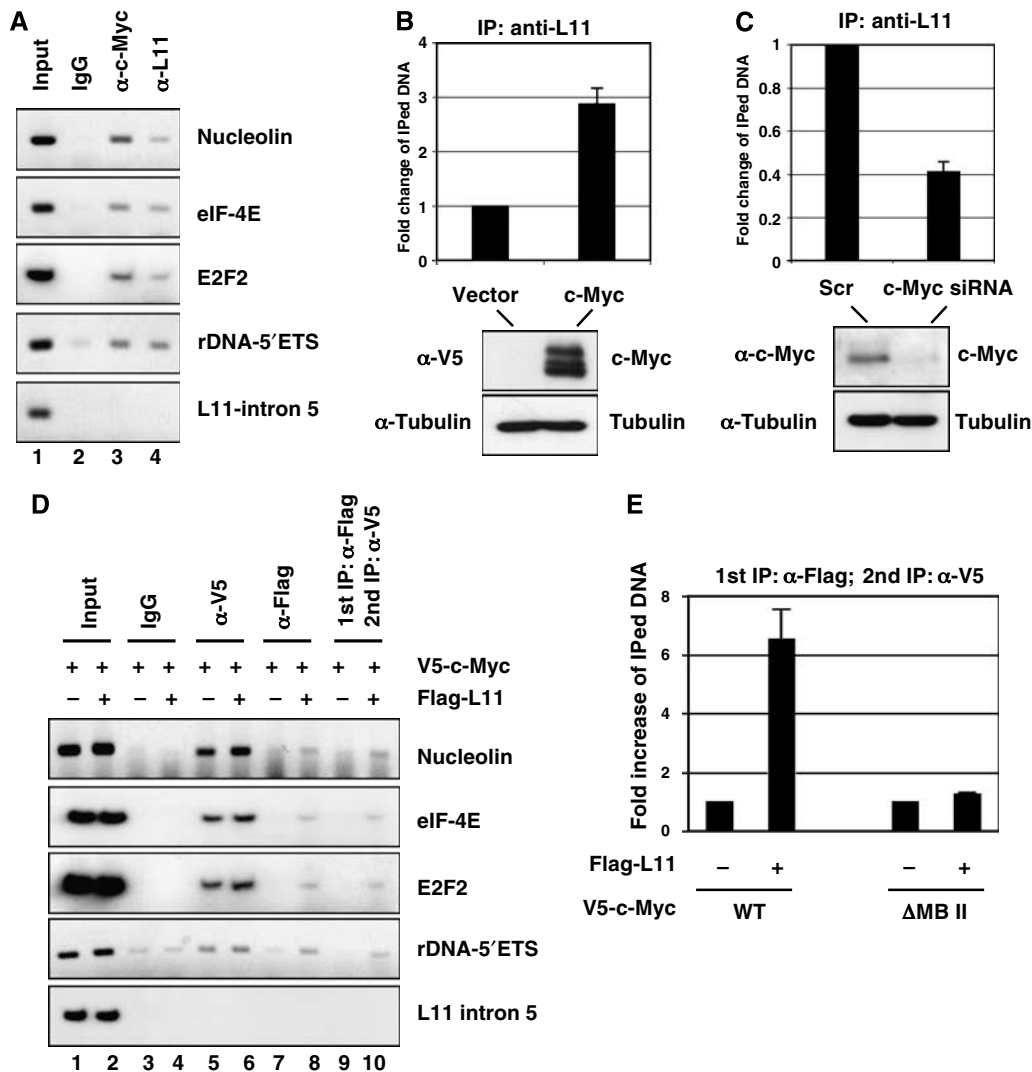 A
Input
IgG
α-c-Myc
α-L11
Nucleolin
eIF-4E
E2F2
rDNA-5′ETS
L11-intron 5
1 2 3 4
B
IP: anti-L11
Fold change of IPed DNA
4
3
2
1
0
Vector c-Myc
α-V5 c-Myc
α-Tubulin Tubulin
C
IP: anti-L11
Fold change of IPed DNA
1
0.8
0.6
0.4
0.2
0
Scr c-Myc siRNA
α-c-Myc c-Myc
α-Tubulin Tubulin
D
Input
IgG
α-V5
α-Flag
1st IP: α-Flag
2nd IP: α-V5
+ + + + + + + + + + V5-c-Myc
− + − + − + − + − + Flag-L11
Nucleolin
eIF-4E
E2F2
rDNA-5′ETS
L11 intron 5
1 2 3 4 5 6 7 8 9 10
E
1st IP: α-Flag; 2nd IP: α-V5
Fold increase of IPed DNA
8
6
4
2
0
Flag-L11 − + − +
V5-c-Myc WT ΔMB II